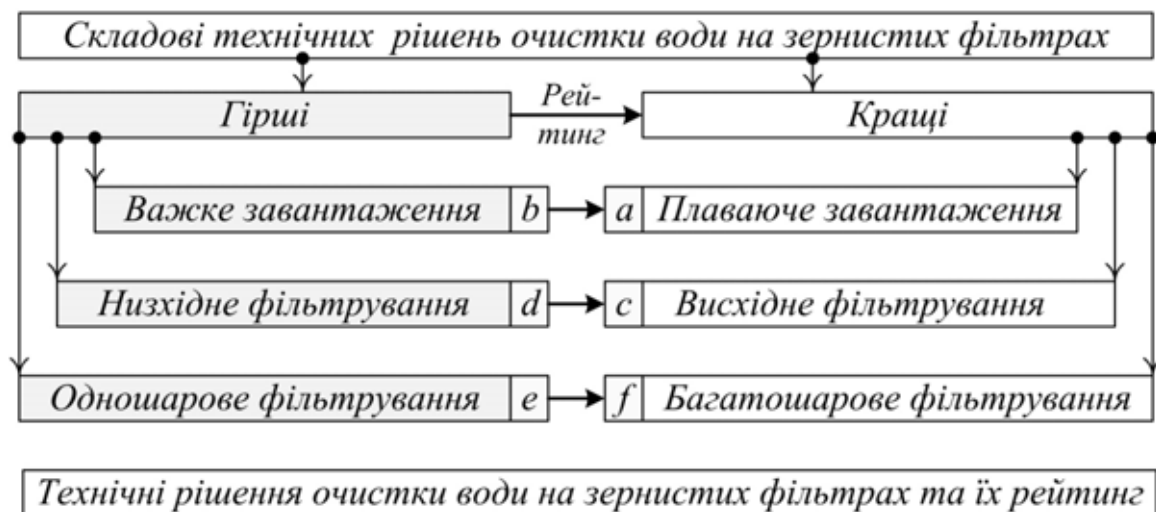 Складові технічних рішень очистки води на зернистих фільтрах
Гірші
Рей-
тинг
Кращі
Важке завантаження b a Плаваюче завантаження
Низхідне фільтрування d c Висхідне фільтрування
Одношарове фільтрування e f Багатошарове фільтрування
Технічні рішення очистки води на зернистих фільтрах та їх рейтинг